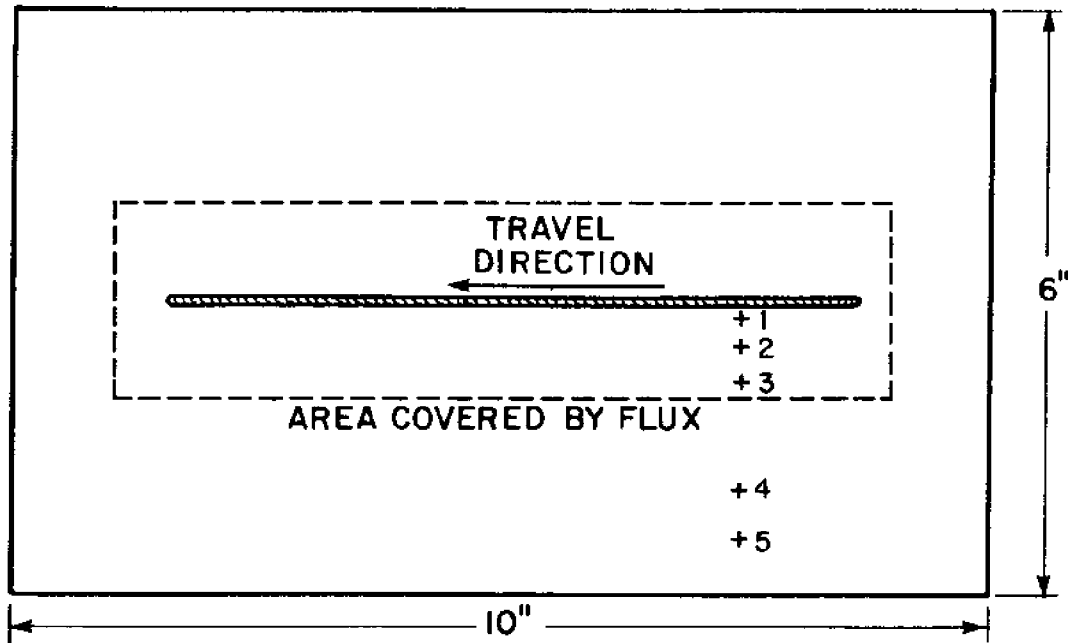 TRAVEL
DIRECTION
+1
+2
+3
AREA COVERED BY FLUX
+4
+5
6"
10"